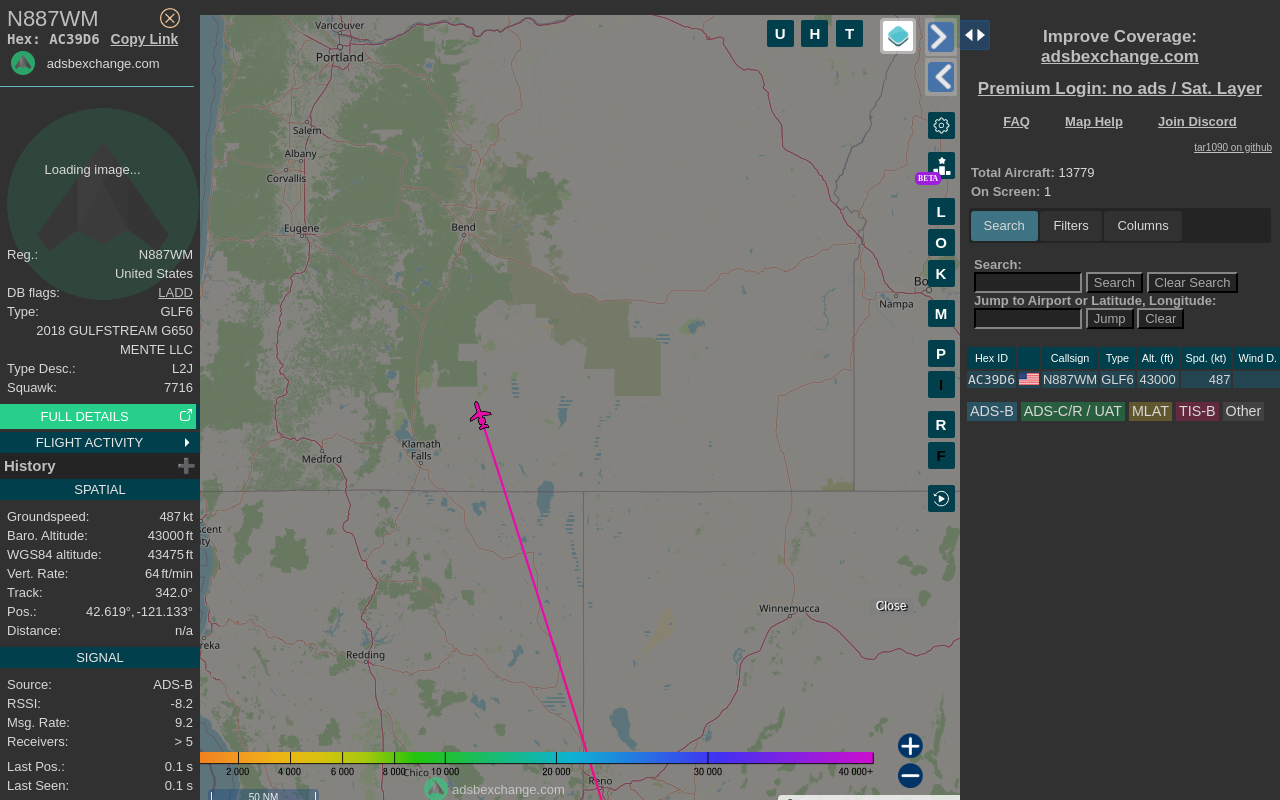 N887WM
Hex: AC39D6 Copy Link
adsbexchange.com
Loading image...
Reg.: N887WM
United States
DB flags: LADD
Type: GLF6
2018 GULFSTREAM G650
MENTE LLC
Type Desc.: L2J
Squawk: 7716
FULL DETAILS
FLIGHT ACTIVITY
History
SPATIAL
Groundspeed: 487 kt
Baro. Altitude: 43000 ft
WGS84 altitude: 43475 ft
Vert. Rate: 64 ft/min
Track: 342.0°
Pos.: 42.619°, -121.133°
Distance: n/a
SIGNAL
Source: ADS-B
RSSI: -8.2
Msg. Rate: 9.2
Receivers: > 5
Last Pos.: 0.1 s
Last Seen: 0.1 s
Vancouver
Portland
Salem
Albany
Corvallis
Eugene
Bend
Bo
Nampa
Klamath
Falls
Medford
scent
ity
Winnemucca
Close
reka
Redding
2 000 4 000 6 000 8 000 10 000 20 000 30 000 40 000+
Chico
Reno
adsbexchange.com
50 NM
U H T
BETA
L
O
K
M
P
I
R
F
Improve Coverage:
adsbexchange.com
Premium Login: no ads / Sat. Layer
FAQ Map Help Join Discord
tar1090 on github
Total Aircraft: 13779
On Screen: 1
Search Filters Columns
Search:
Search Clear Search
Jump to Airport or Latitude, Longitude:
Jump Clear
Hex ID Callsign Type Alt. (ft) Spd. (kt) Wind D.
AC39D6 N887WM GLF6 43000 487
ADS-B ADS-C/R / UAT MLAT TIS-B Other